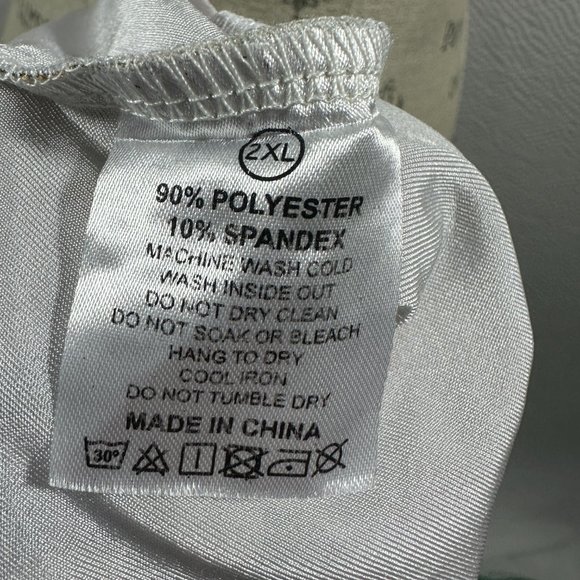 2XL
90% POLYESTER
10% SPANDEX
MACHINE WASH COLD
WASH INSIDE OUT
DO NOT DRY CLEAN
DO NOT SOAK OR BLEACH
HANG TO DRY
COOL IRON
DO NOT TUMBLE DRY
MADE IN CHINA
30°